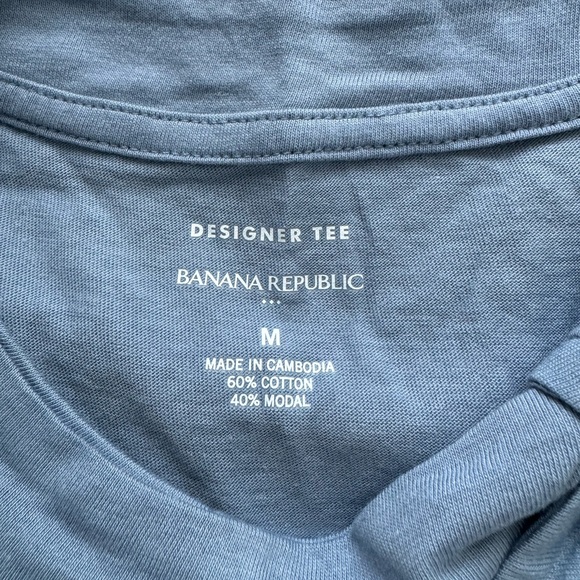 DESIGNER TEE
BANANA REPUBLIC
•••
M
MADE IN CAMBODIA
60% COTTON
40% MODAL